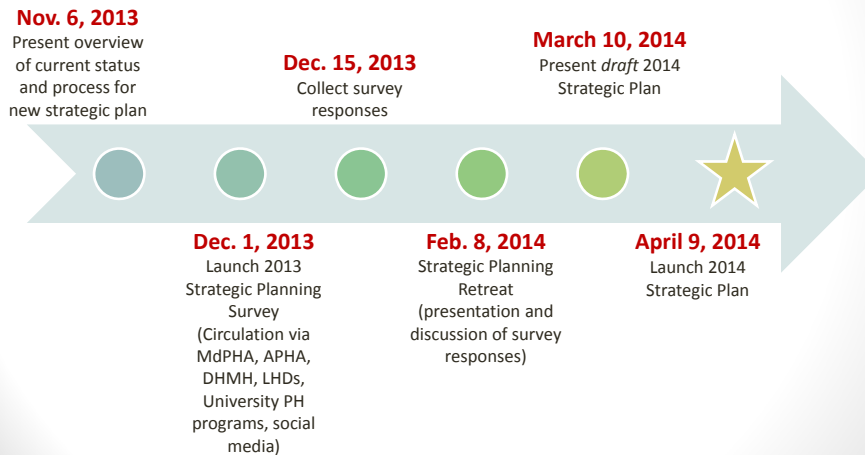 Nov. 6, 2013
Present overview
of current status
and process for
new strategic plan
Dec. 1, 2013
Launch 2013
Strategic Planning
Survey
(Circulation via
MdPHA, APHA,
DHMH, LHDs,
University PH
programs, social
media)
Dec. 15, 2013
Collect survey
responses
Feb. 8, 2014
Strategic Planning
Retreat
(presentation and
discussion of survey
responses)
March 10, 2014
Present draft 2014
Strategic Plan
April 9, 2014
Launch 2014
Strategic Plan